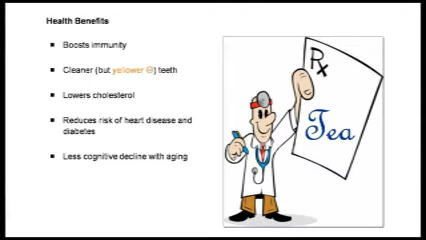 Health Benefits
Boosts immunity
Cleaner (but yellower ☹) teeth
Lowers cholesterol
Reduces risk of heart disease and
diabetes
Less cognitive decline with aging
Rx
Tea